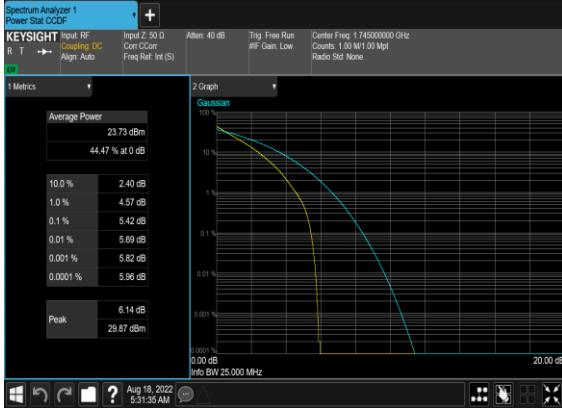 Spectrum Analyzer 1
Power Stat CCDF
KEYSIGHT
R T
LW
Input: RF
Coupling: DC
Align: Auto
Input Z: 50 Ω
Corr CCorr
Freq Ref: Int (S)
Atten: 40 dB
Trig: Free Run
#IF Gain: Low
Center Freq: 1.745000000 GHz
Counts: 1.00 M/1.00 Mpt
Radio Std: None
1 Metrics
Average Power
23.73 dBm
44.47 % at 0 dB
10.0 % 2.40 dB
1.0 % 4.57 dB
0.1 % 5.42 dB
0.01 % 5.69 dB
0.001 % 5.82 dB
0.0001 % 5.96 dB
Peak
6.14 dB
29.87 dBm
2 Graph
Gaussian
100 %
10 %
1 %
0.1 %
0.01 %
0.001 %
0.0001 %
0.00 dB 20.00 dB
Info BW 25.000 MHz
Aug 18, 2022
5:31:35 AM